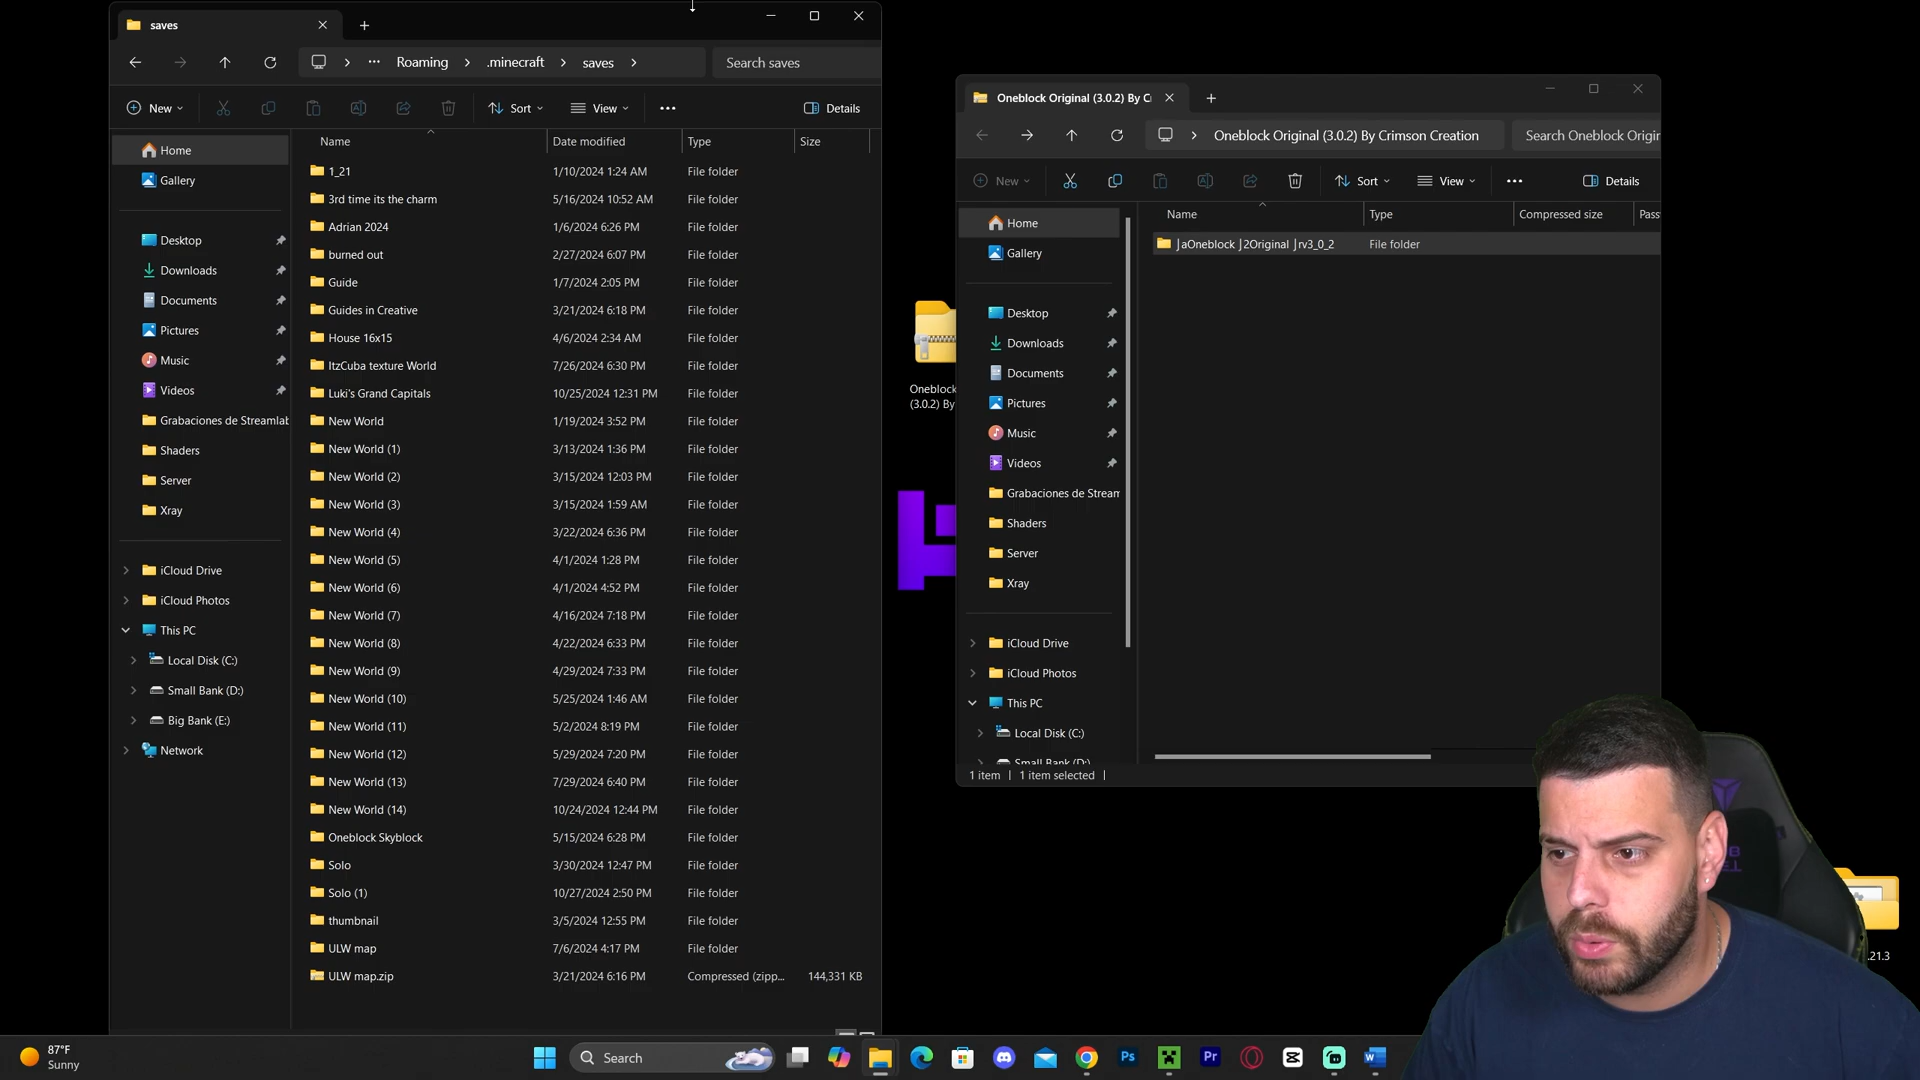 saves
Roaming
.minecraft
saves
Search saves
New
Sort
View
Details
Home
Gallery
Desktop
Downloads
Documents
Pictures
Music
Videos
Grabaciones de Streamlab
Shaders
Server
Xray
iCloud Drive
iCloud Photos
This PC
Local Disk (C:)
Small Bank (D:)
Big Bank (E:)
Network
Name Date modified Type Size
1_21 1/10/2024 1:24 AM File folder
3rd time its the charm 5/16/2024 10:52 AM File folder
Adrian 2024 1/6/2024 6:26 PM File folder
burned out 2/27/2024 6:07 PM File folder
Guide 1/7/2024 2:05 PM File folder
Guides in Creative 3/21/2024 6:18 PM File folder
House 16x15 4/6/2024 2:34 AM File folder
ItzCuba texture World 7/26/2024 6:30 PM File folder
Luki's Grand Capitals 10/25/2024 12:31 PM File folder
New World 1/19/2024 3:52 PM File folder
New World (1) 3/13/2024 1:36 PM File folder
New World (2) 3/15/2024 12:03 PM File folder
New World (3) 3/15/2024 1:59 AM File folder
New World (4) 3/22/2024 6:36 PM File folder
New World (5) 4/1/2024 1:28 PM File folder
New World (6) 4/1/2024 4:52 PM File folder
New World (7) 4/16/2024 7:18 PM File folder
New World (8) 4/22/2024 6:33 PM File folder
New World (9) 4/29/2024 7:33 PM File folder
New World (10) 5/25/2024 1:46 AM File folder
New World (11) 5/2/2024 8:19 PM File folder
New World (12) 5/29/2024 7:20 PM File folder
New World (13) 7/29/2024 6:40 PM File folder
New World (14) 10/24/2024 12:44 PM File folder
Oneblock Skyblock 5/15/2024 6:28 PM File folder
Solo 3/30/2024 12:47 PM File folder
Solo (1) 10/27/2024 2:50 PM File folder
thumbnail 3/5/2024 12:55 PM File folder
ULW map 7/6/2024 4:17 PM File folder
ULW map.zip 3/21/2024 6:16 PM Compressed (zipp... 144,331 KB
Oneblock
(3.0.2) By
Oneblock Original (3.0.2) By C
Oneblock Original (3.0.2) By Crimson Creation
Search Oneblock Origin
New
Sort
View
Details
Home
Gallery
Desktop
Downloads
Documents
Pictures
Music
Videos
Grabaciones de Stream
Shaders
Server
Xray
iCloud Drive
iCloud Photos
This PC
Local Disk (C:)
Small Bank (D:)
Name Type Compressed size Pass
⌡aOneblock ⌡2Original ⌡rv3_0_2 File folder
1 item 1 item selected
.21.3
87°F
Sunny
Search
Ps
Pr